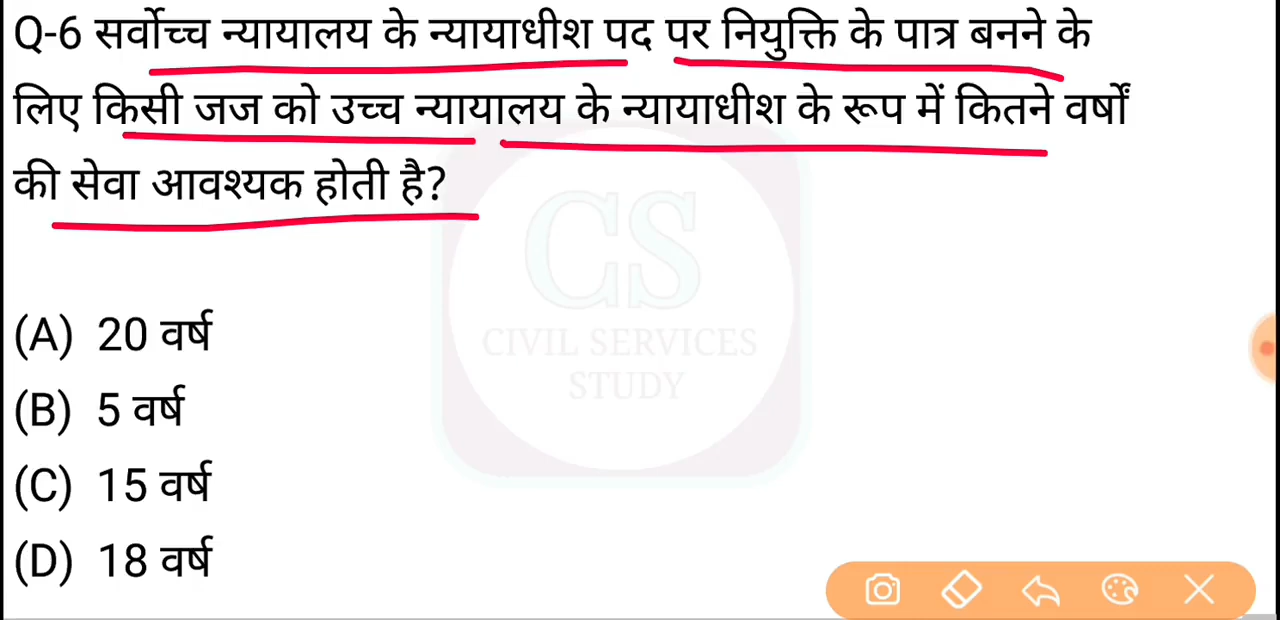 Q-6 सर्वोच्च न्यायालय के न्यायाधीश पद पर नियुक्ति के पात्र बनने के
लिए किसी जज को उच्च न्यायालय के न्यायाधीश के रूप में कितने वर्षों
की सेवा आवश्यक होती है?
CS
CIVIL SERVICES
STUDY
(A) 20 वर्ष
(B) 5 वर्ष
(C) 15 वर्ष
(D) 18 वर्ष